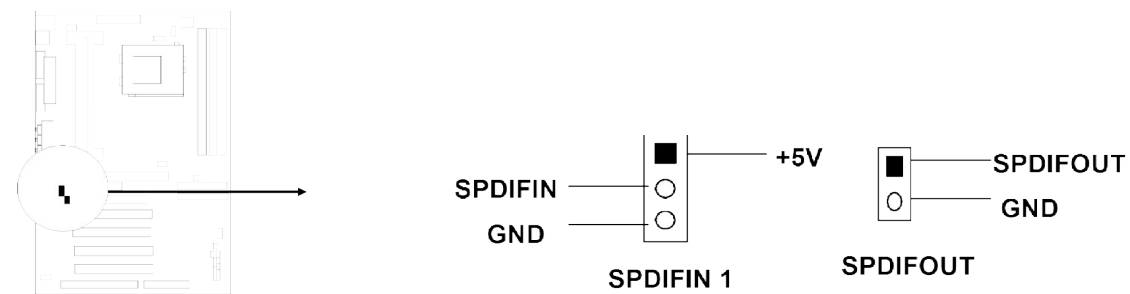 +5V
SPDIFIN
GND
SPDIFIN 1
SPDIFOUT
GND
SPDIFOUT